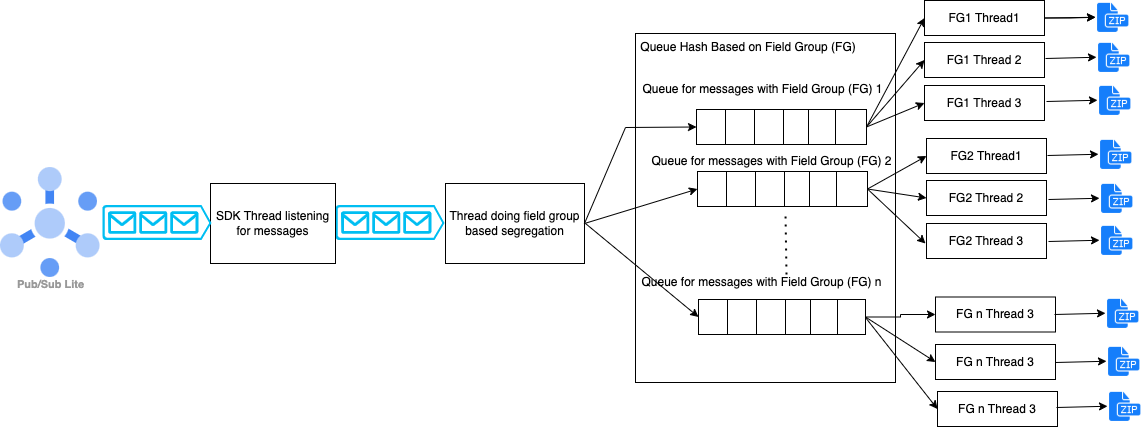 Pub/Sub Lite
SDK Thread listening
for messages
Thread doing field group
based segregation
Queue Hash Based on Field Group (FG)
Queue for messages with Field Group (FG) 1
Queue for messages with Field Group (FG) 2
Queue for messages with Field Group (FG) n
FG1 Thread1
ZIP
FG1 Thread 2
ZIP
FG1 Thread 3
ZIP
FG2 Thread1
ZIP
FG2 Thread 2
ZIP
FG2 Thread 3
ZIP
FG n Thread 3
ZIP
FG n Thread 3
ZIP
FG n Thread 3
ZIP